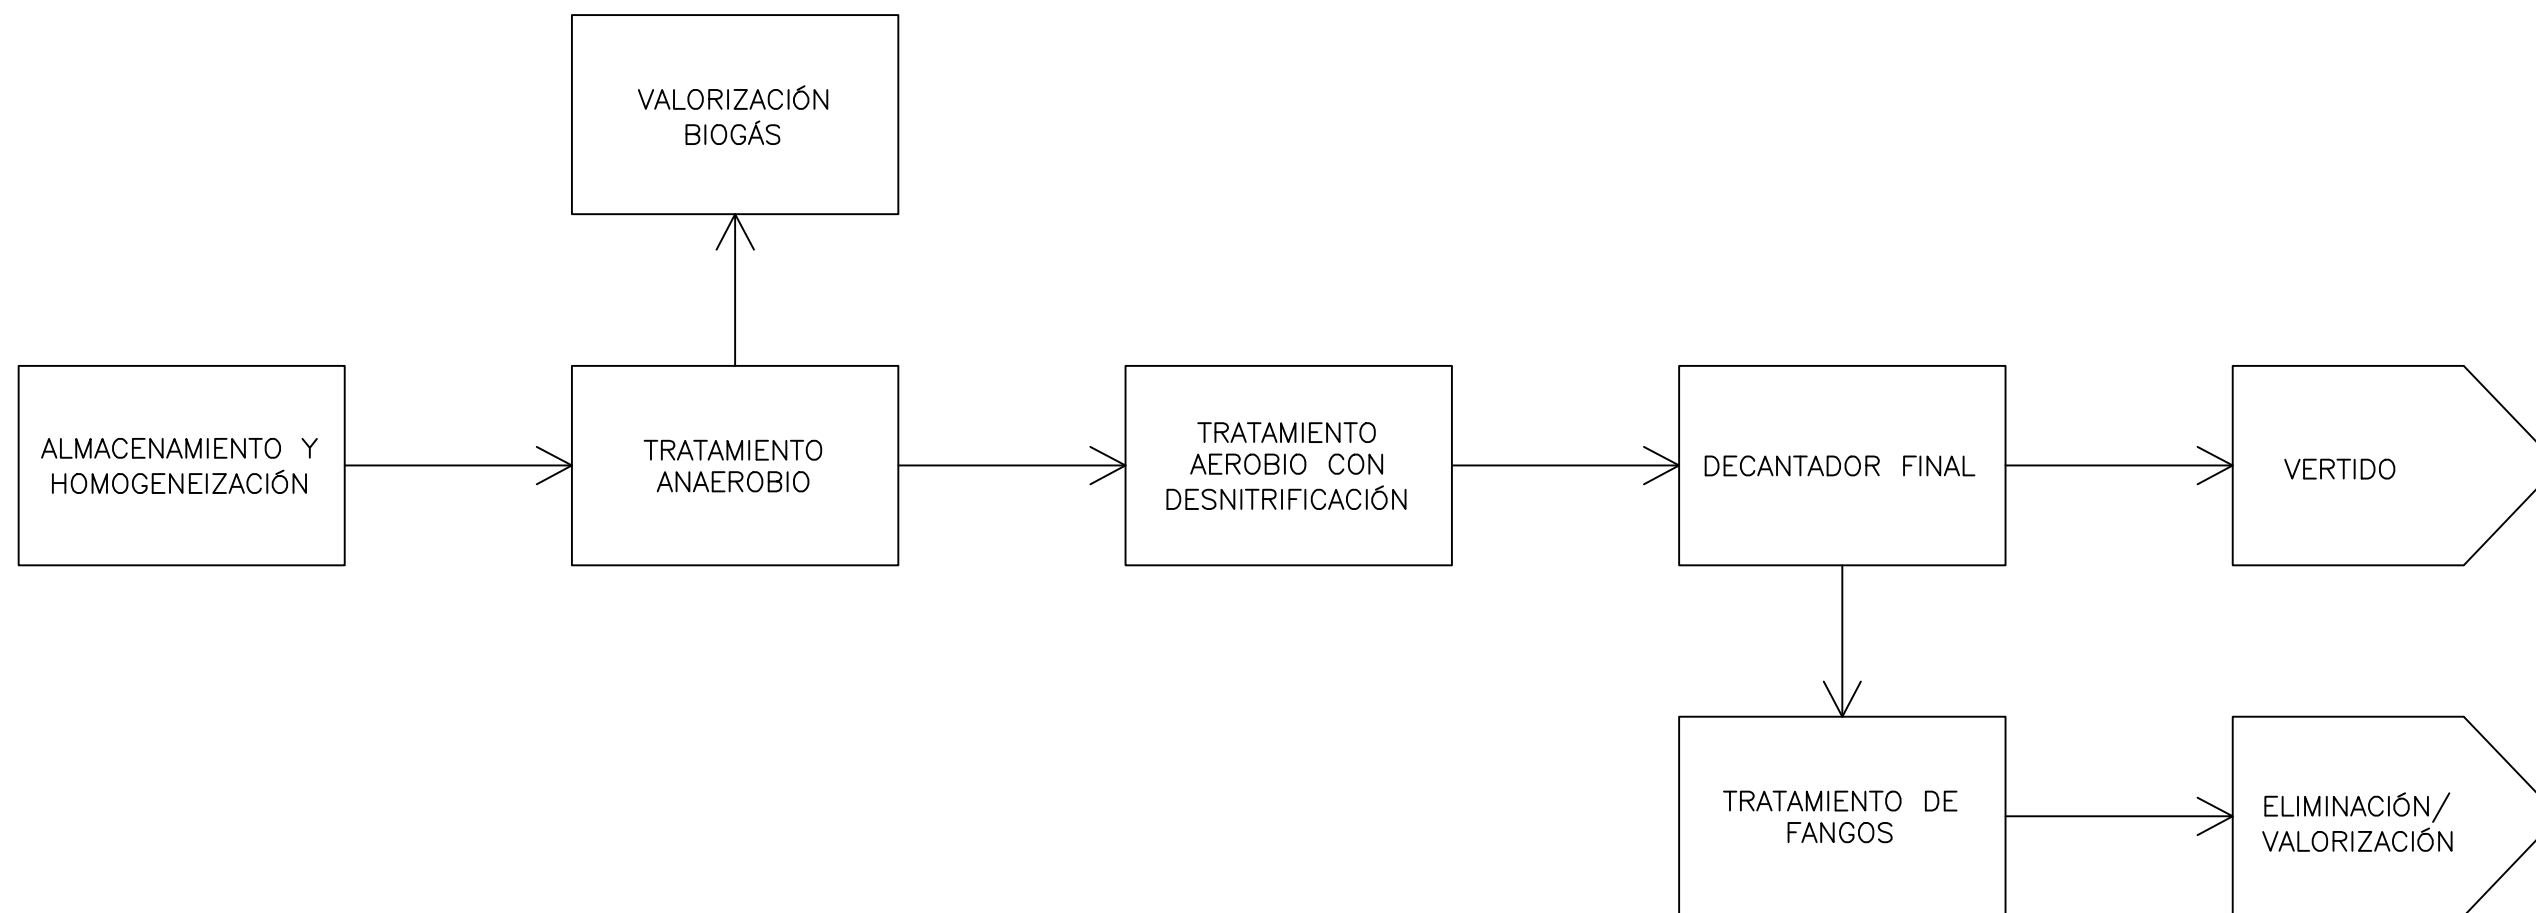 VALORIZACIÓN
BIOGÁS
ALMACENAMIENTO Y
HOMOGENEIZACIÓN
TRATAMIENTO
ANAEROBIO
TRATAMIENTO
AEROBIO CON
DESNITRIFICACIÓN
DECANTADOR FINAL
VERTIDO
TRATAMIENTO DE
FANGOS
ELIMINACIÓN/
VALORIZACIÓN